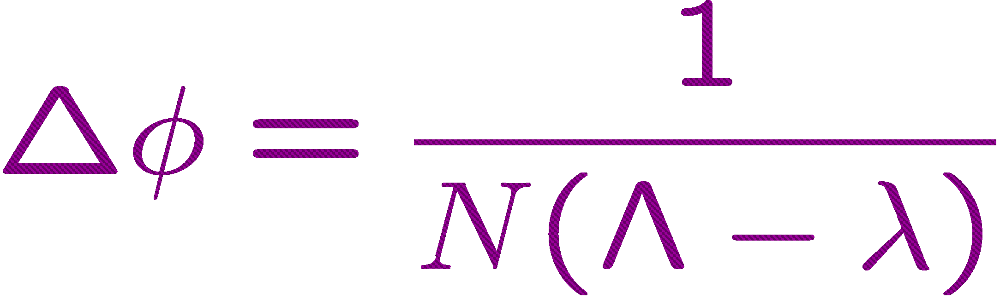 Δϕ = 1 / N(Λ − λ)